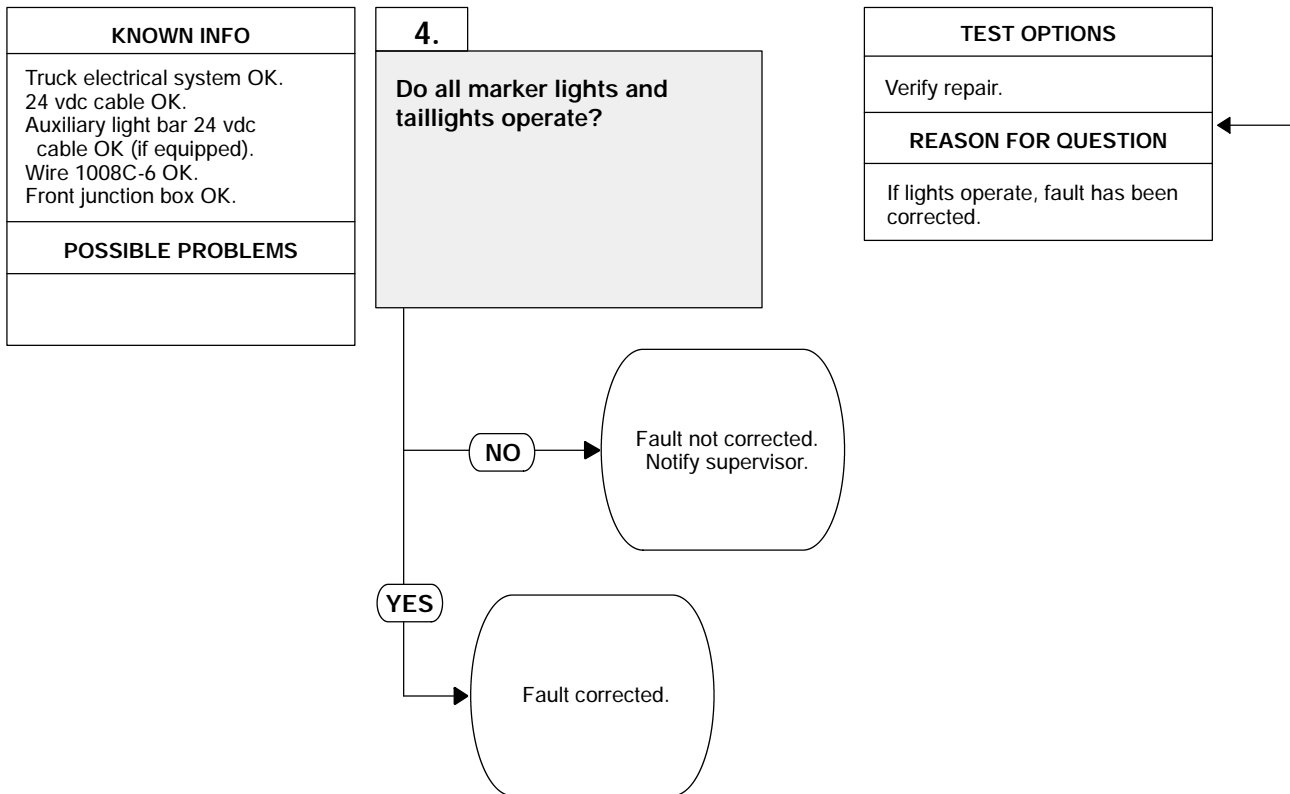 KNOWN INFO
Truck electrical system OK.
24 vdc cable OK.
Auxiliary light bar 24 vdc
cable OK (if equipped).
Wire 1008C-6 OK.
Front junction box OK.
POSSIBLE PROBLEMS
4.
Do all marker lights and
taillights operate?
TEST OPTIONS
Verify repair.
REASON FOR QUESTION
If lights operate, fault has been
corrected.
NO
Fault not corrected.
Notify supervisor.
YES
Fault corrected.